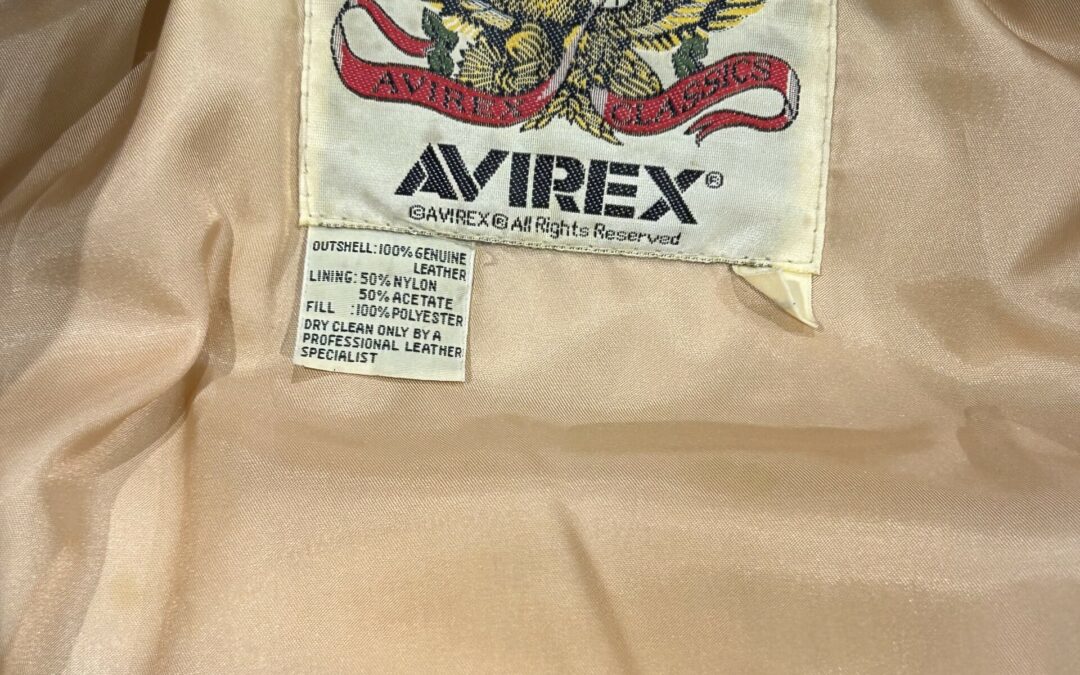 AVIREX CLASSICS
AVIREX®
©AVIREX® All Rights Reserved
OUTSHELL:100% GENUINE
LEATHER
LINING: 50% NYLON
50% ACETATE
FILL :100% POLYESTER
DRY CLEAN ONLY BY A
PROFESSIONAL LEATHER
SPECIALIST